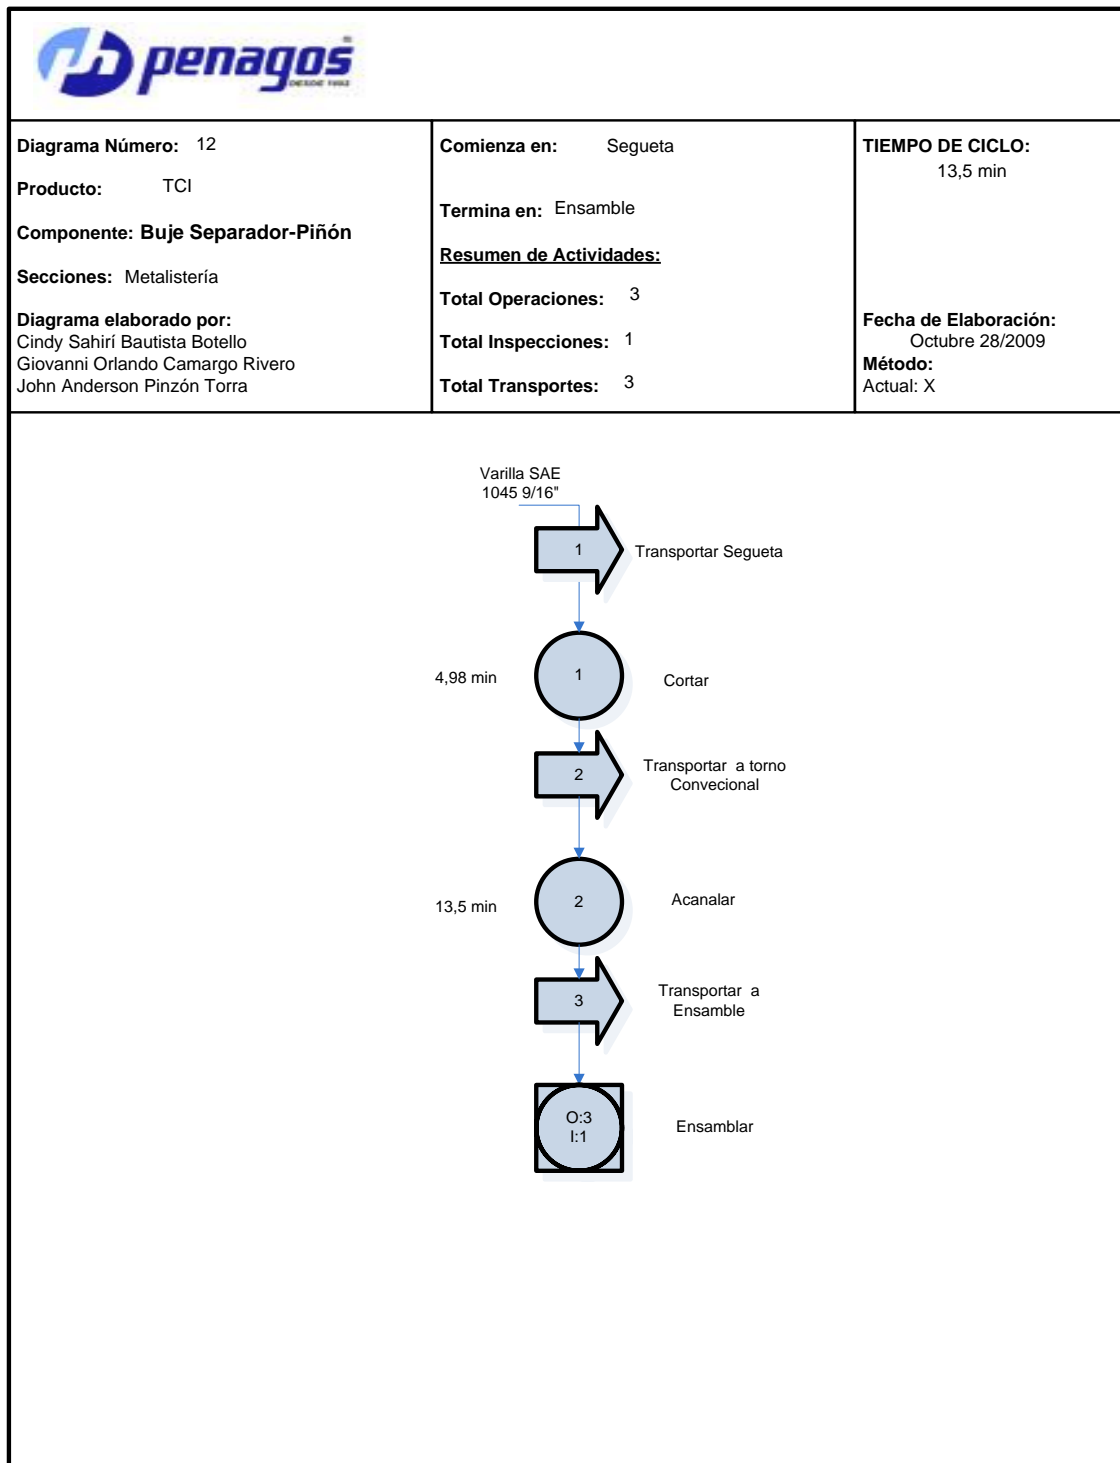 penagos
DESDE 1892
Diagrama Número: 12
Producto: TCI
Componente: Buje Separador-Piñón
Secciones: Metalistería
Diagrama elaborado por:
Cindy Sahirí Bautista Botello
Giovanni Orlando Camargo Rivero
John Anderson Pinzón Torra
Comienza en: Segueta
Termina en: Ensamble
Resumen de Actividades:
Total Operaciones: 3
Total Inspecciones: 1
Total Transportes: 3
TIEMPO DE CICLO:
13,5 min
Fecha de Elaboración:
Octubre 28/2009
Método:
Actual: X
Varilla SAE
1045 9/16"
1
Transportar Segueta
4,98 min
1
Cortar
2
Transportar a torno
Convecional
13,5 min
2
Acanalar
3
Transportar a
Ensamble
O:3
I:1
Ensamblar